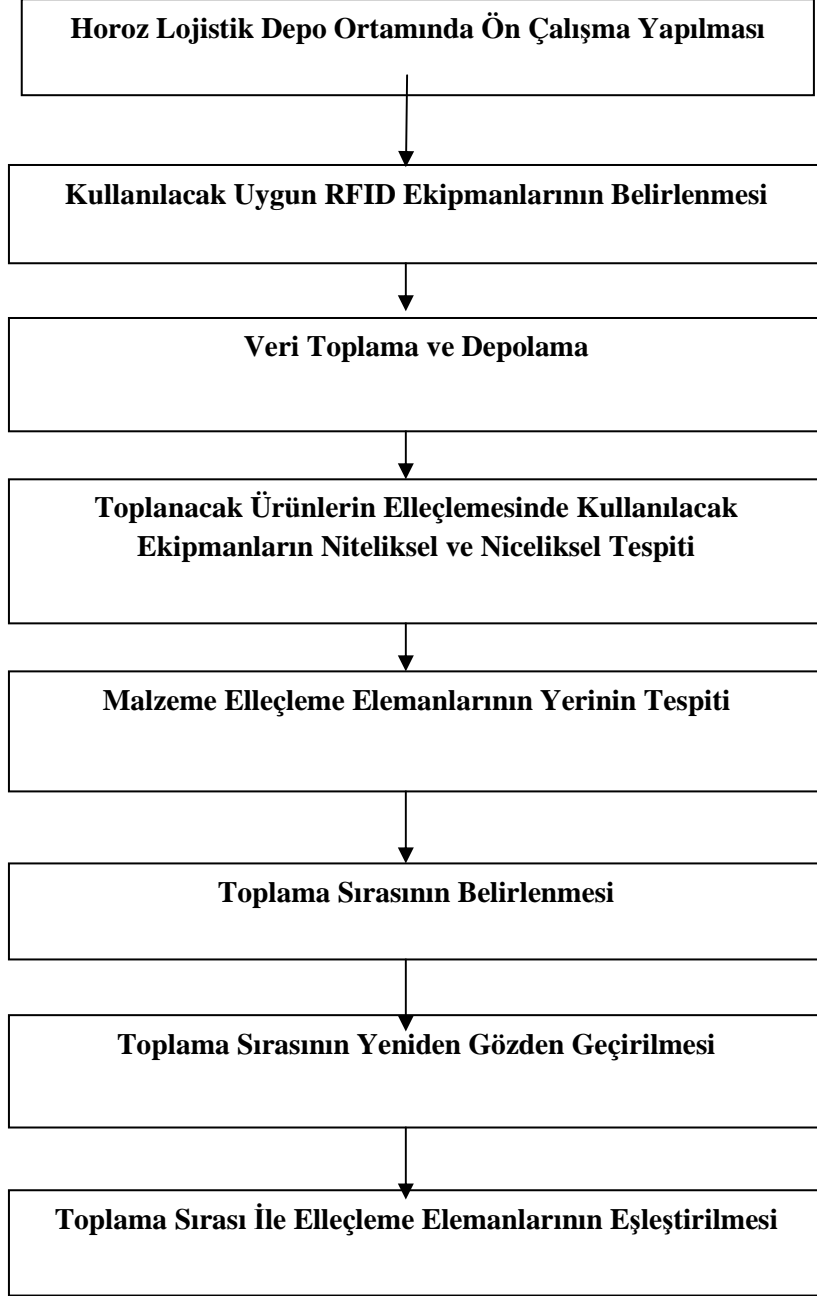 Horoz Lojistik Depo Ortamında Ön Çalışma Yapılması
Kullanılacak Uygun RFID Ekipmanlarının Belirlenmesi
Veri Toplama ve Depolama
Toplanacak Ürünlerin Elleçlemesinde Kullanılacak
Ekipmanların Niteliksel ve Niceliksel Tespiti
Malzeme Elleçleme Elemanlarının Yerinin Tespiti
Toplama Sırasının Belirlenmesi
Toplama Sırasının Yeniden Gözden Geçirilmesi
Toplama Sırası İle Elleçleme Elemanlarının Eşleştirilmesi